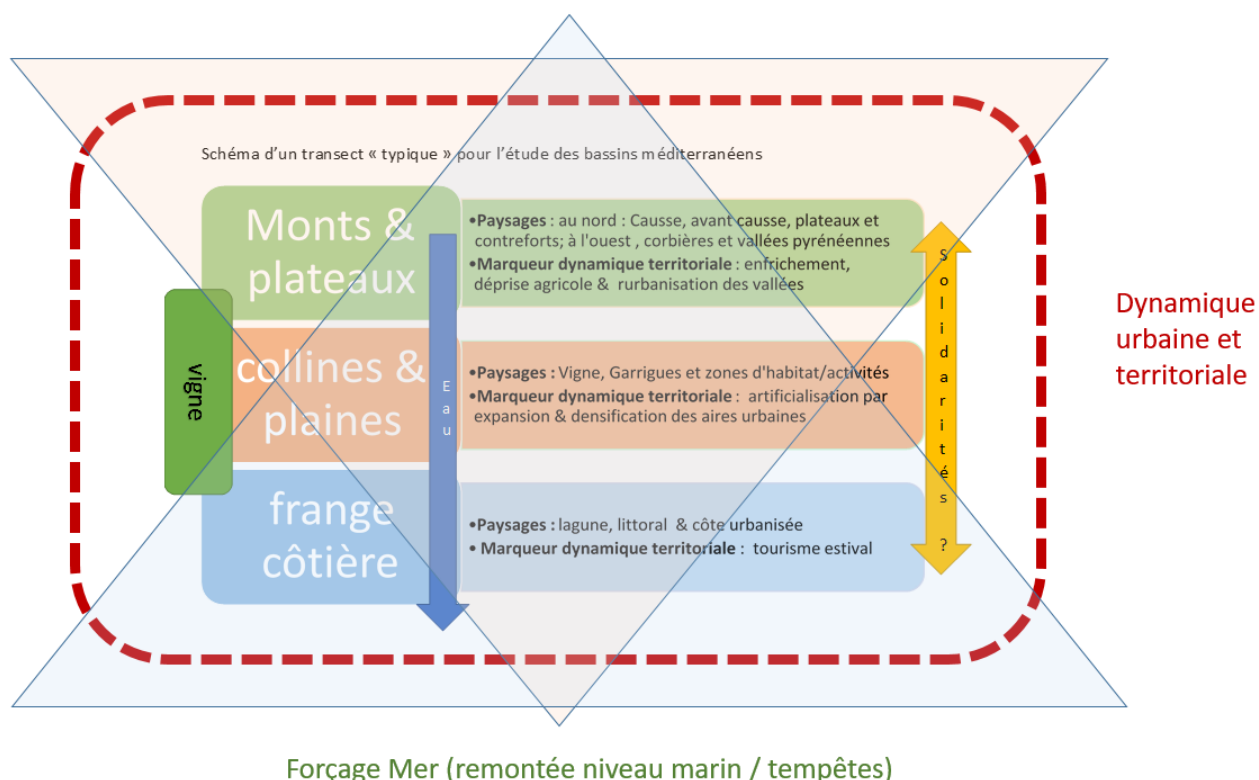 Schéma d'un transect « typique » pour l'étude des bassins méditerranéens
Monts &
plateaux
•Paysages : au nord : Causse, avant causse, plateaux et
contreforts; à l'ouest , corbières et vallées pyrénéennes
•Marqueur dynamique territoriale : enfrichement,
déprise agricole & rurbanisation des vallées
vigne
collines &
plaines
•Paysages : Vigne, Garrigues et zones d'habitat/activités
•Marqueur dynamique territoriale : artificialisation par
expansion & densification des aires urbaines
frange
côtière
•Paysages : lagune, littoral & côte urbanisée
• Marqueur dynamique territoriale : tourisme estival
Eau
Solidarités ?
Dynamique
urbaine et
territoriale
Forçage Mer (remontée niveau marin / tempêtes)